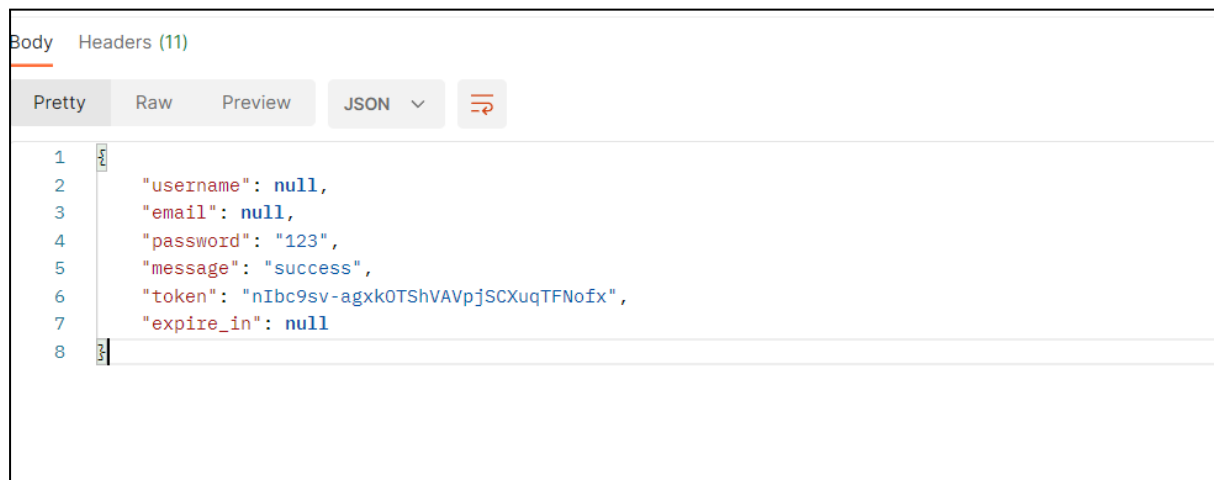 Body Headers (11)
Pretty Raw Preview JSON
1 {
2 "username": null,
3 "email": null,
4 "password": "123",
5 "message": "success",
6 "token": "nIbc9sv-agxkOTShVAVpjSCXuqTFNofx",
7 "expire_in": null
8 }